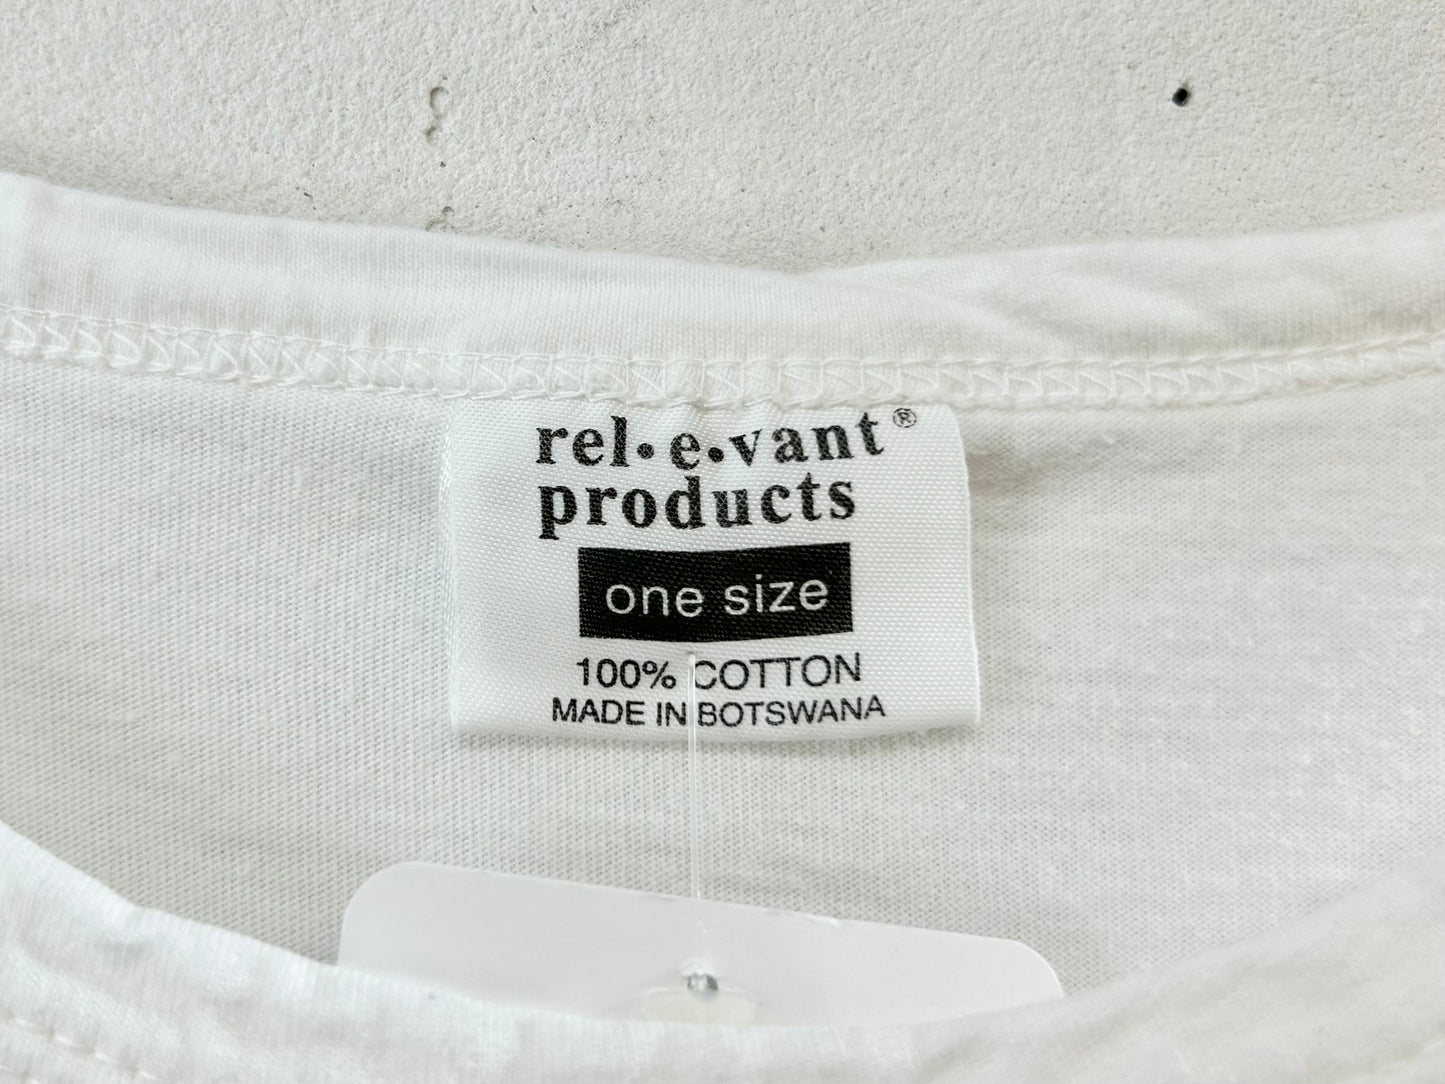 rel•e•vant®
products
one size
100% COTTON
MADE IN BOTSWANA